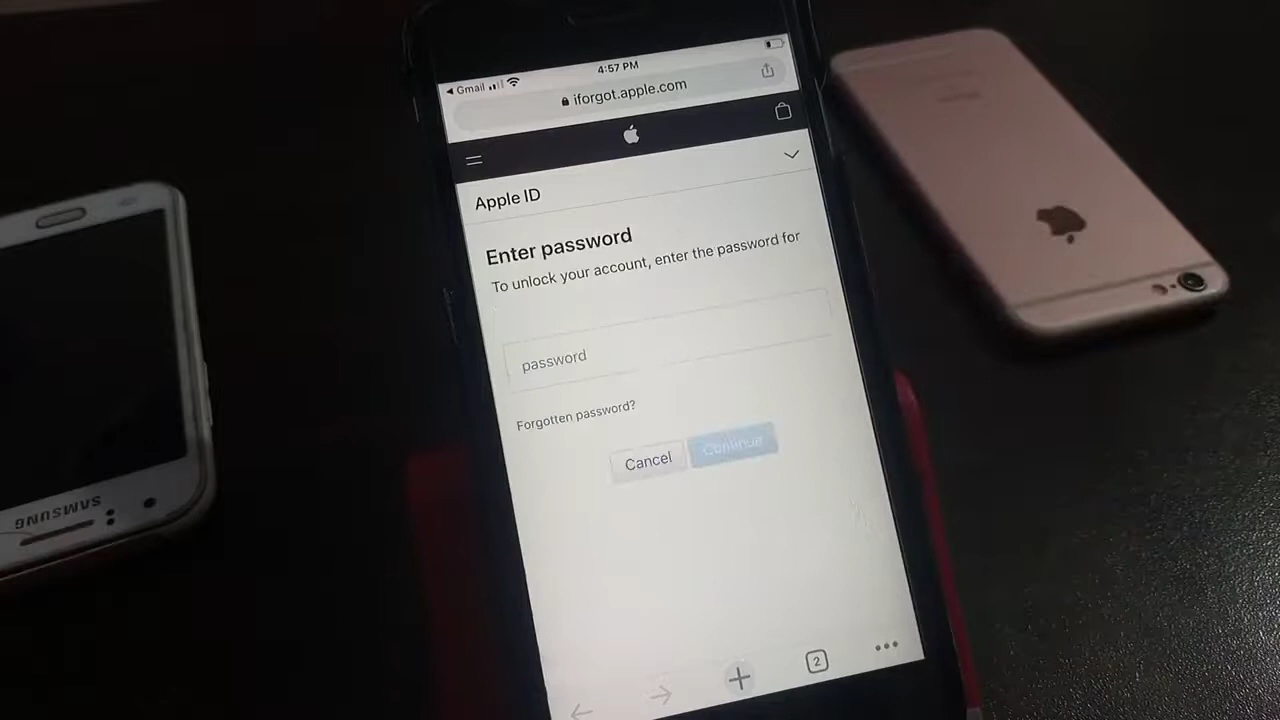 Gmail
4:57 PM
iforgot.apple.com
Apple ID
Enter password
To unlock your account, enter the password for
password
Forgotten password?
Cancel
Continue
2
SAMSUNG